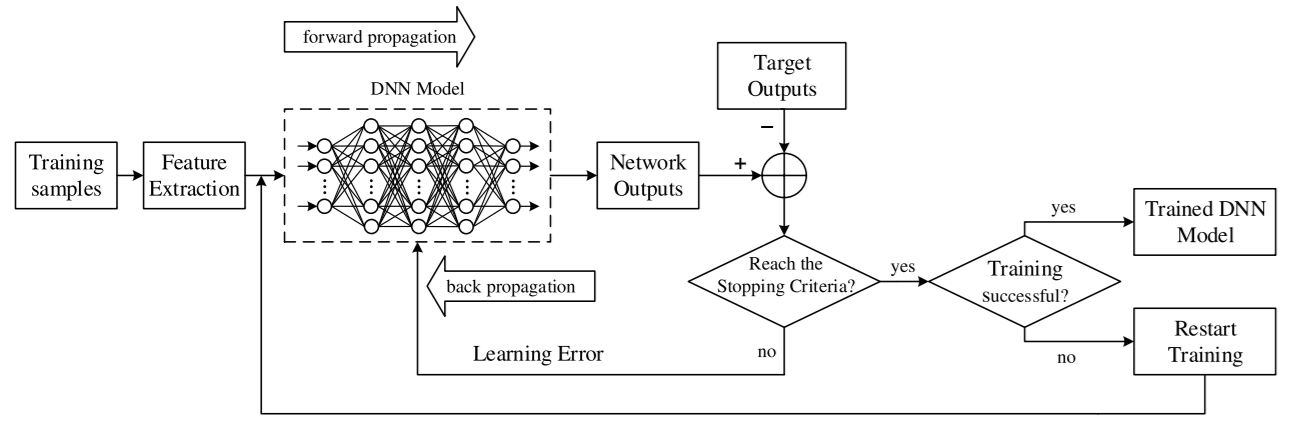 forward propagation
DNN Model
Training
samples
Feature
Extraction
Network
Outputs
Target
Outputs
−
+
Reach the
Stopping Criteria?
yes
no
Training
successful?
yes
no
Trained DNN
Model
Restart
Training
back propagation
Learning Error